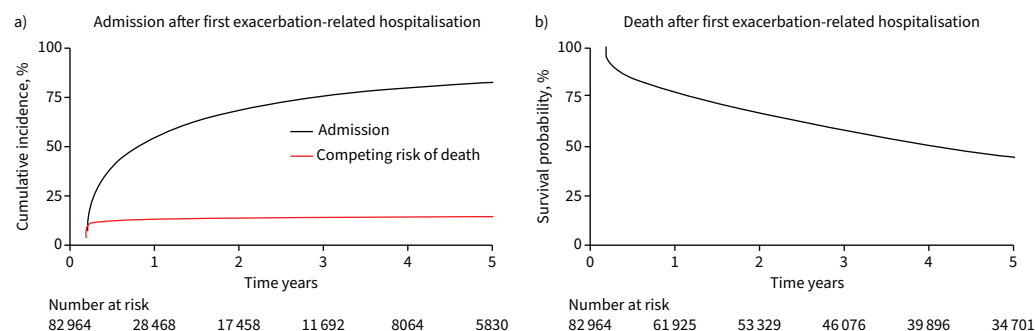 a) Admission after first exacerbation-related hospitalisation
Cumulative incidence, %
100
75
50
25
0
Admission
Competing risk of death
0 1 2 3 4 5
Time years
Number at risk
82 964 28 468 17 458 11 692 8064 5830
b) Death after first exacerbation-related hospitalisation
Survival probability, %
100
75
50
25
0
0 1 2 3 4 5
Time years
Number at risk
82 964 61 925 53 329 46 076 39 896 34 701